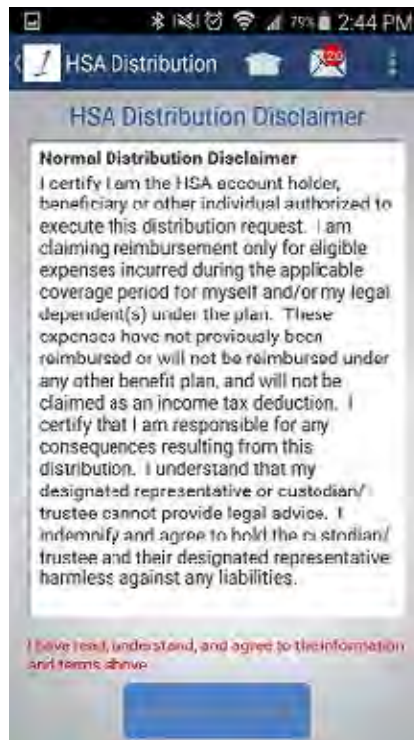 79% 2:44 PM
1 HSA Distribution 20
HSA Distribution Disclaimer
Normal Distribution Disclaimer
I certify I am the HSA account holder,
beneficiary or other individual authorized to
execute this distribution request. I am
claiming reimbursement only for eligible
expenses incurred during the applicable
coverage period for myself and/or my legal
dependent(s) under the plan. These
expenses have not previously been
reimbursed or will not be reimbursed under
any other benefit plan, and will not be
claimed as an income tax deduction. I
certify that I am responsible for any
consequences resulting from this
distribution. I understand that my
designated representative or custodian/
trustee cannot provide legal advice. I
indemnify and agree to hold the custodian/
trustee and their designated representative
harmless against any liabilities.
I have read, understand, and agree to the information
and terms above